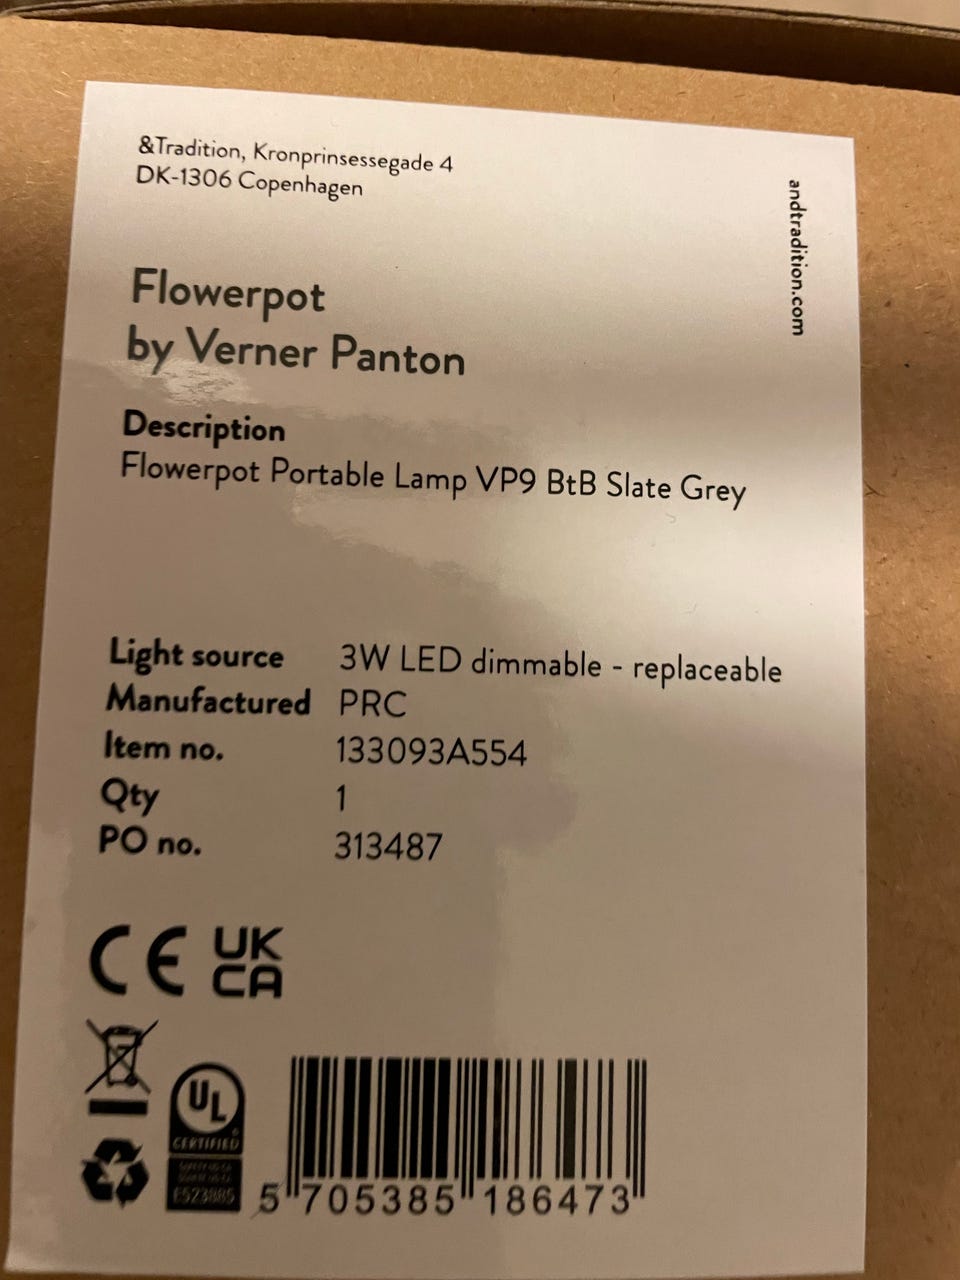 &Tradition, Kronprinsessegade 4
DK-1306 Copenhagen
andtradition.com
Flowerpot
by Verner Panton
Description
Flowerpot Portable Lamp VP9 BtB Slate Grey
Light source 3W LED dimmable - replaceable
Manufactured PRC
Item no. 133093A554
Qty 1
PO no. 313487
CE UK
CA
UL
CERTIFIED
E523885
5 705385 186473